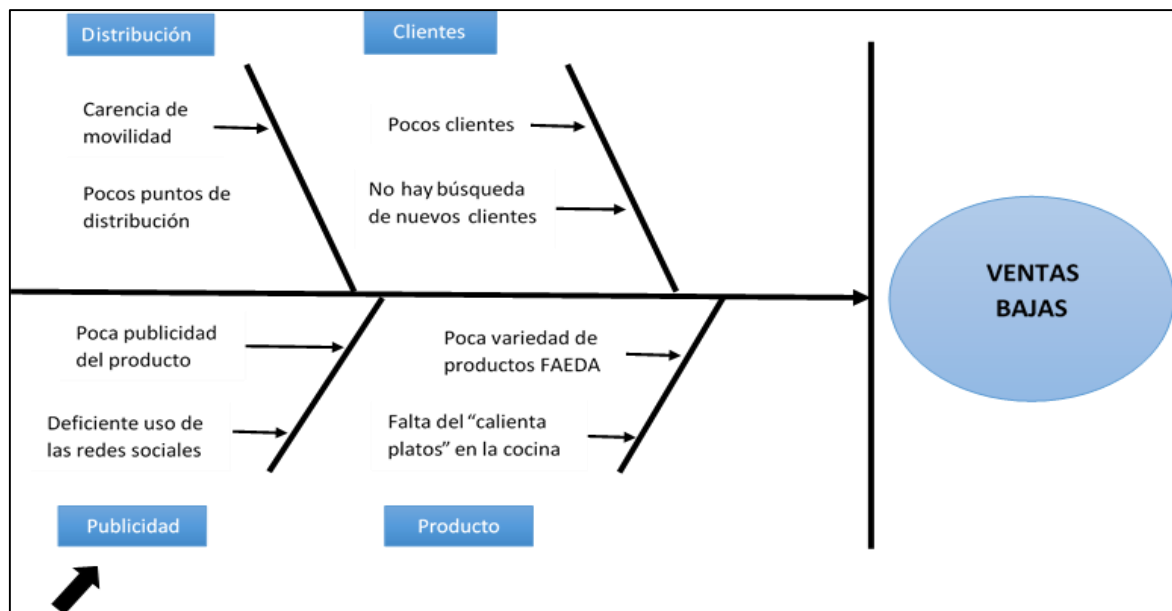 Distribución
Clientes
Carencia de
movilidad
Pocos clientes
Pocos puntos de
distribución
No hay búsqueda
de nuevos clientes
VENTAS
BAJAS
Poca publicidad
del producto
Poca variedad de
productos FAEDA
Deficiente uso de
las redes sociales
Falta del “calienta
platos” en la cocina
Publicidad
Producto